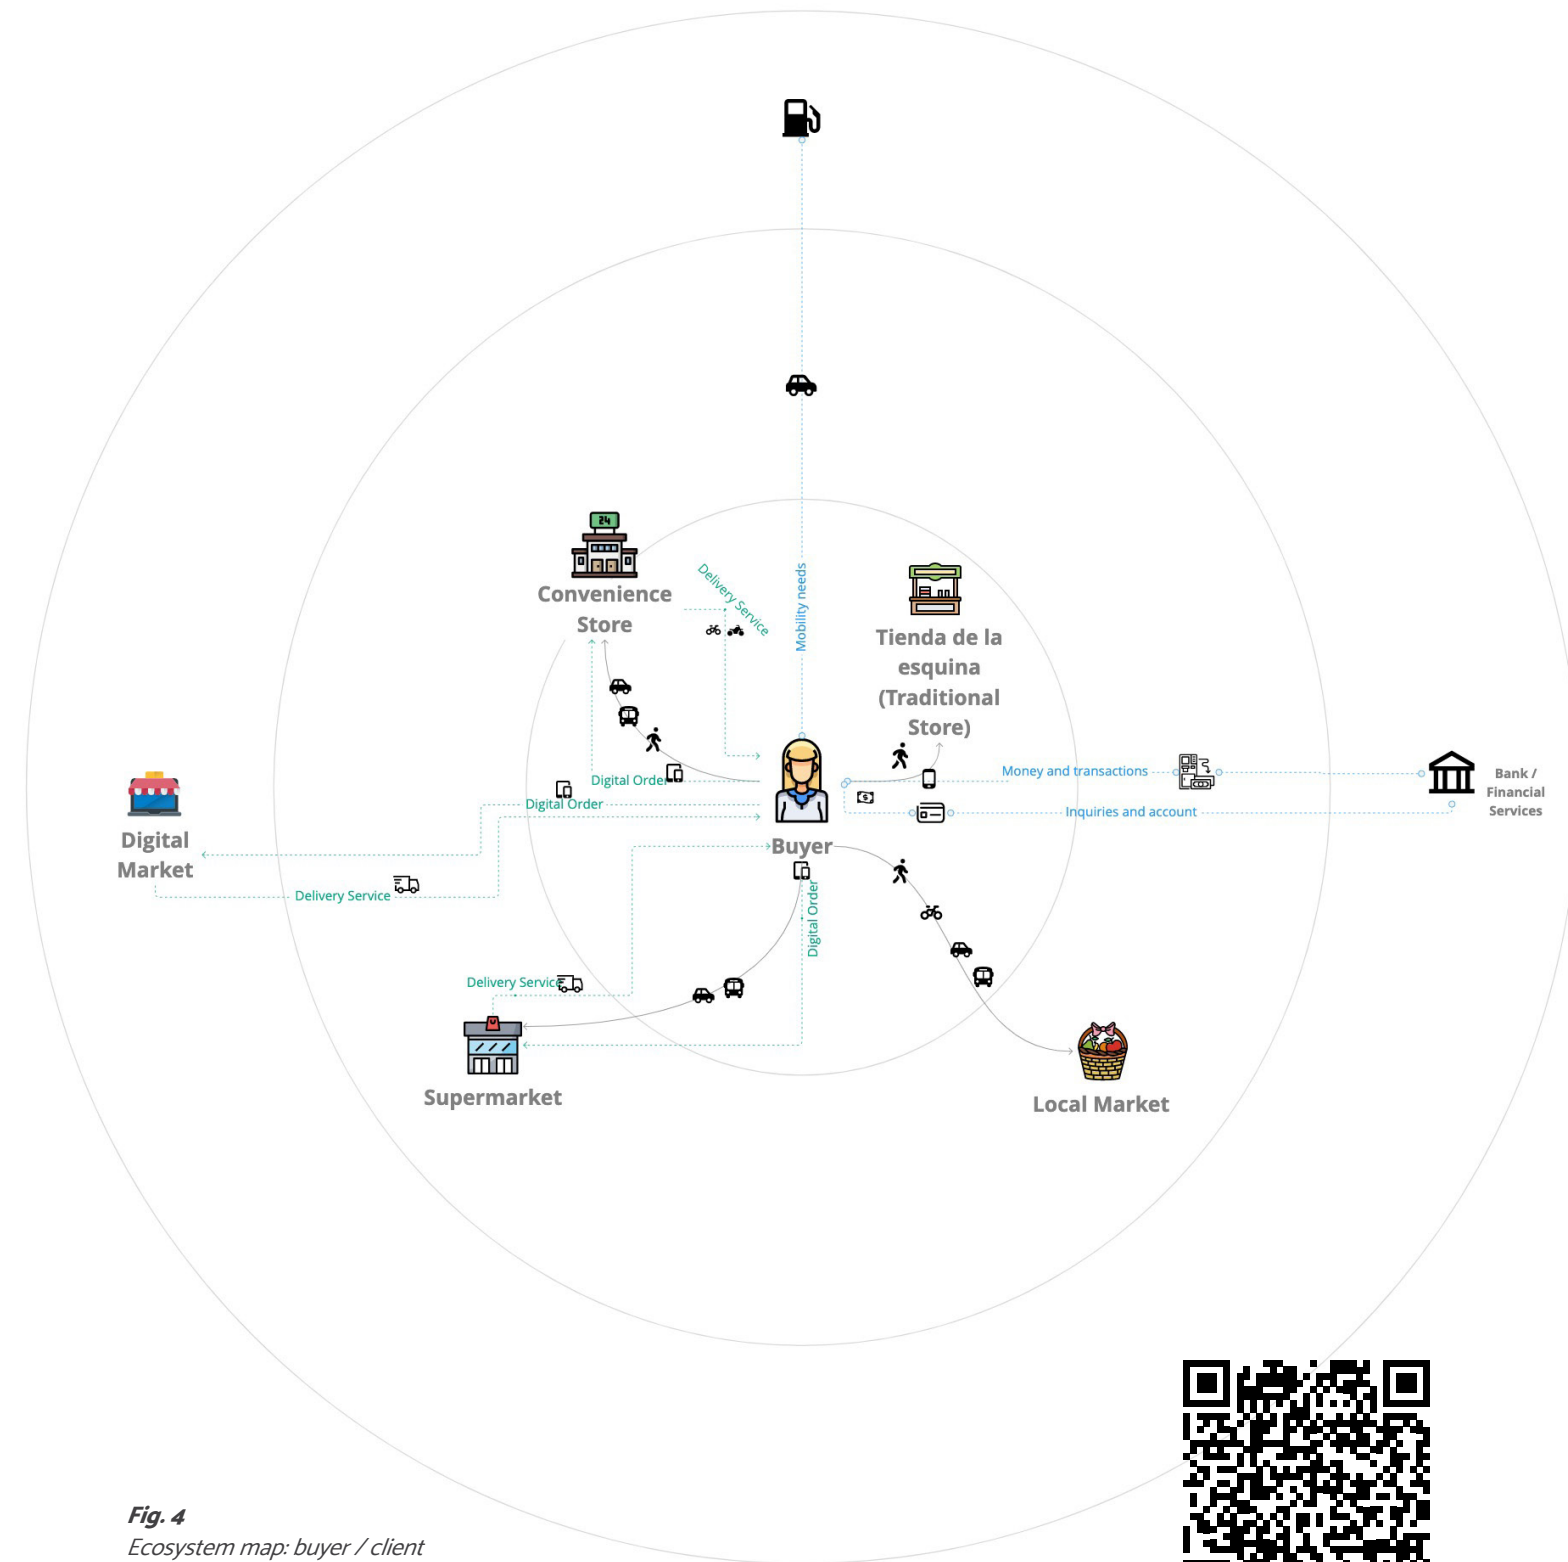 24
Convenience
Store
Delivery Service
Mobility needs
Tienda de la
esquina
(Traditional
Store)
Digital Order
Digital Order
Money and transactions
Inquiries and account
Bank /
Financial
Services
Digital
Market
Delivery Service
Buyer
Digital Order
Delivery Service
Supermarket
Local Market
Fig. 4
Ecosystem map: buyer / client